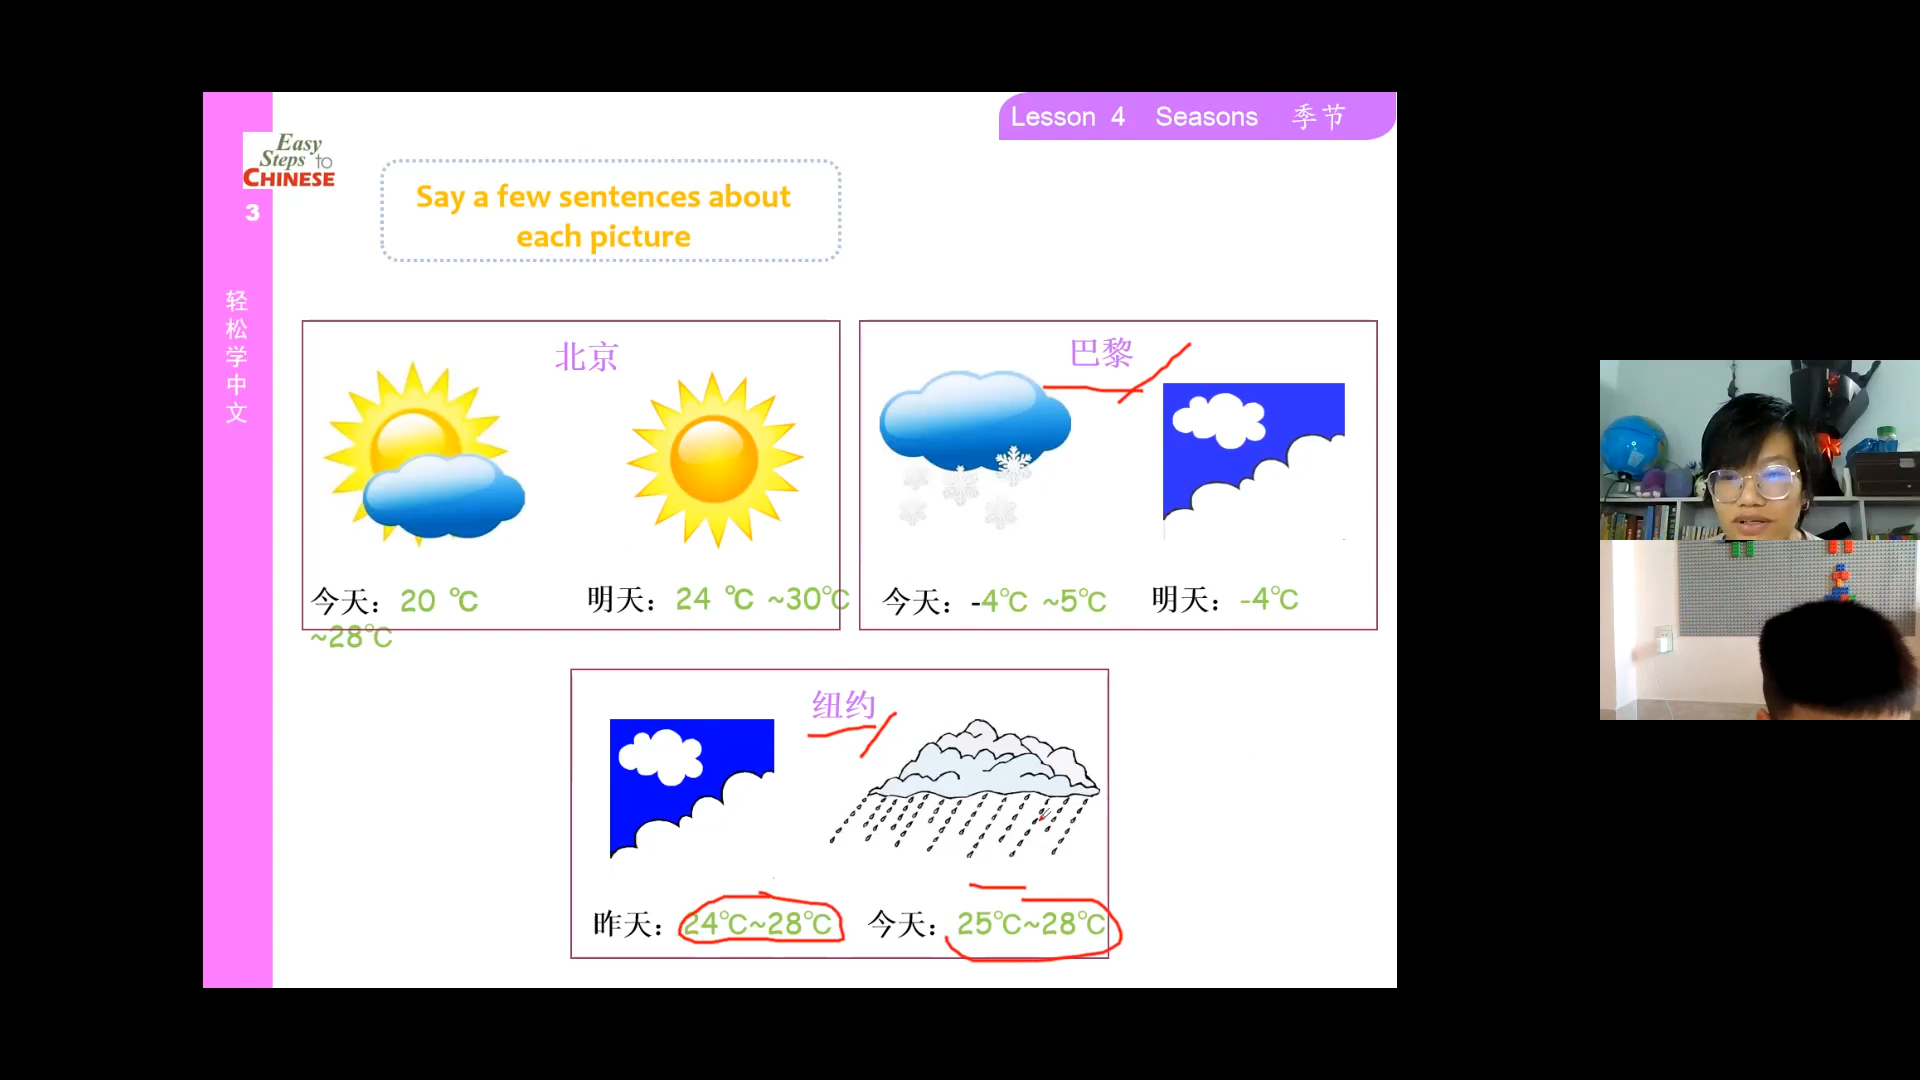 Lesson 4 Seasons 季节
Easy
Steps to
CHINESE
3
轻松学中文
Say a few sentences about
each picture
北京
今天：20 ℃
~28℃
明天：24 ℃ ~30℃
巴黎
今天：-4℃ ~5℃
明天：-4℃
纽约
昨天：24℃~28℃
今天：25℃~28℃